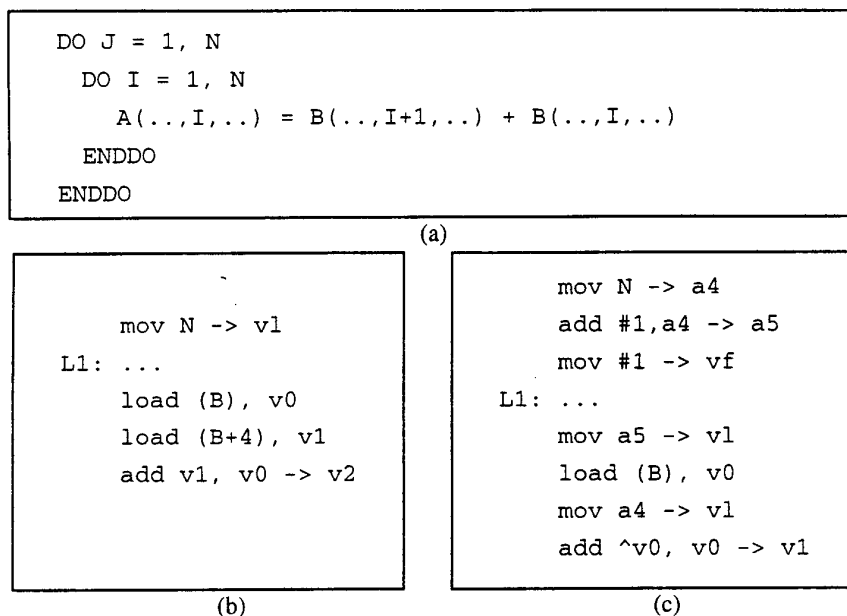 DO J = 1, N
DO I = 1, N
A(..,I,..) = B(..,I+1,..) + B(..,I,..)
ENDDO
ENDDO
(a)
mov N -> vl
L1: ...
load (B), v0
load (B+4), v1
add v1, v0 -> v2
(b)
mov N -> a4
add #1,a4 -> a5
mov #1 -> vf
L1: ...
mov a5 -> vl
load (B), v0
mov a4 -> vl
add ^v0, v0 -> v1
(c)